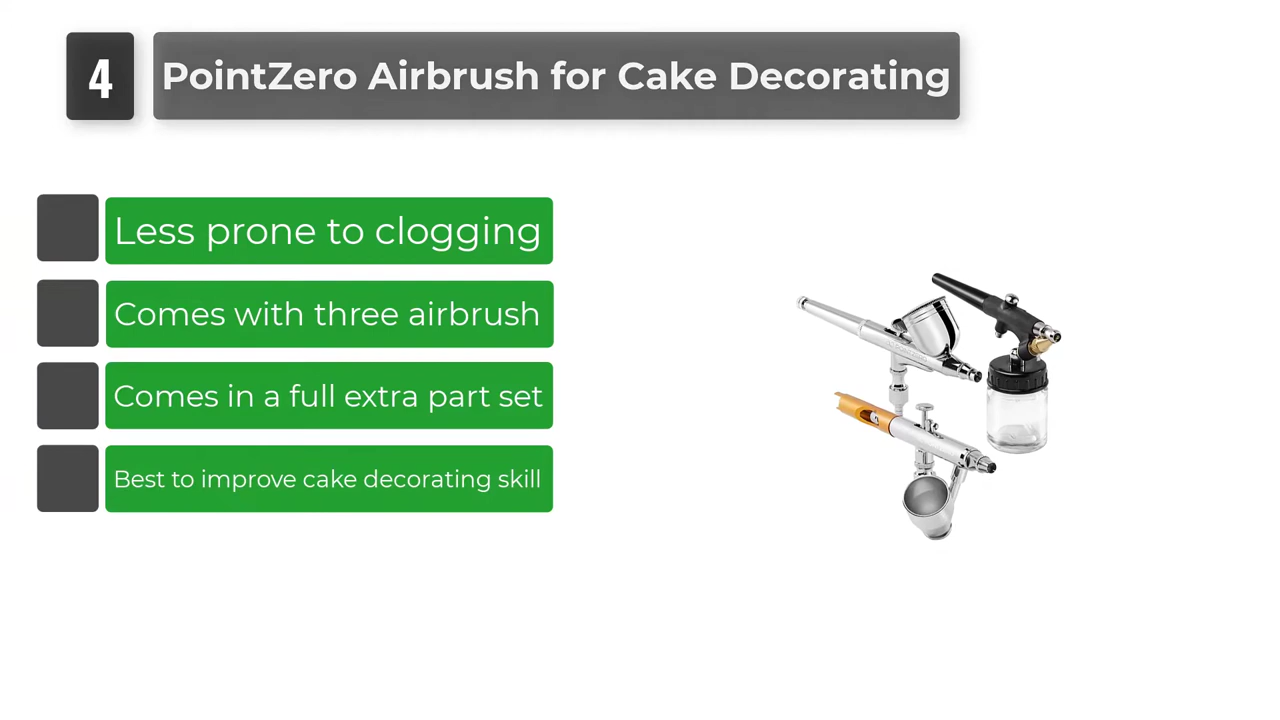 4
PointZero Airbrush for Cake Decorating
Less prone to clogging
Comes with three airbrush
Comes in a full extra part set
Best to improve cake decorating skill